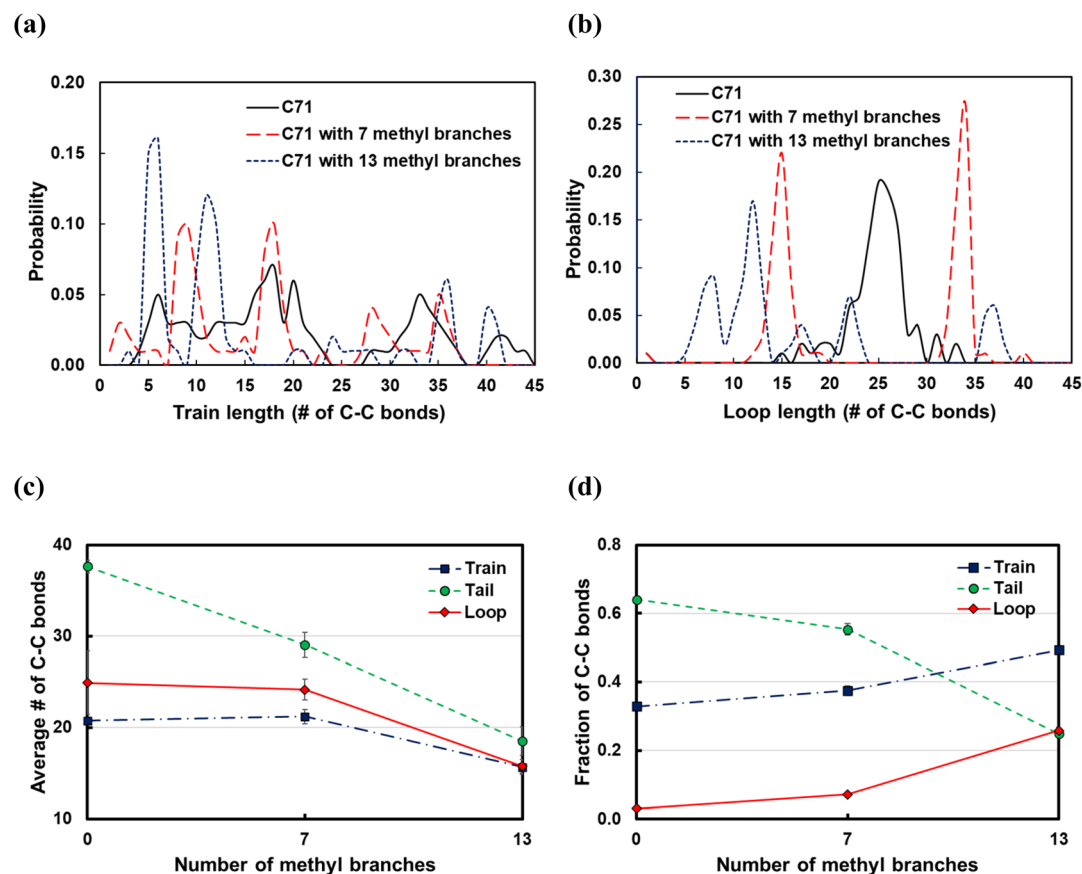 (a)
0.20
0.15
0.10
0.05
0.00
Probability
C71
C71 with 7 methyl branches
C71 with 13 methyl branches
0 5 10 15 20 25 30 35 40 45
Train length (# of C-C bonds)
(b)
0.30
0.25
0.20
0.15
0.10
0.05
0.00
Probability
C71
C71 with 7 methyl branches
C71 with 13 methyl branches
0 5 10 15 20 25 30 35 40 45
Loop length (# of C-C bonds)
(c)
40
30
20
10
Average # of C-C bonds
Train
Tail
Loop
0 7 13
Number of methyl branches
(d)
0.8
0.6
0.4
0.2
0.0
Fraction of C-C bonds
Train
Tail
Loop
0 7 13
Number of methyl branches